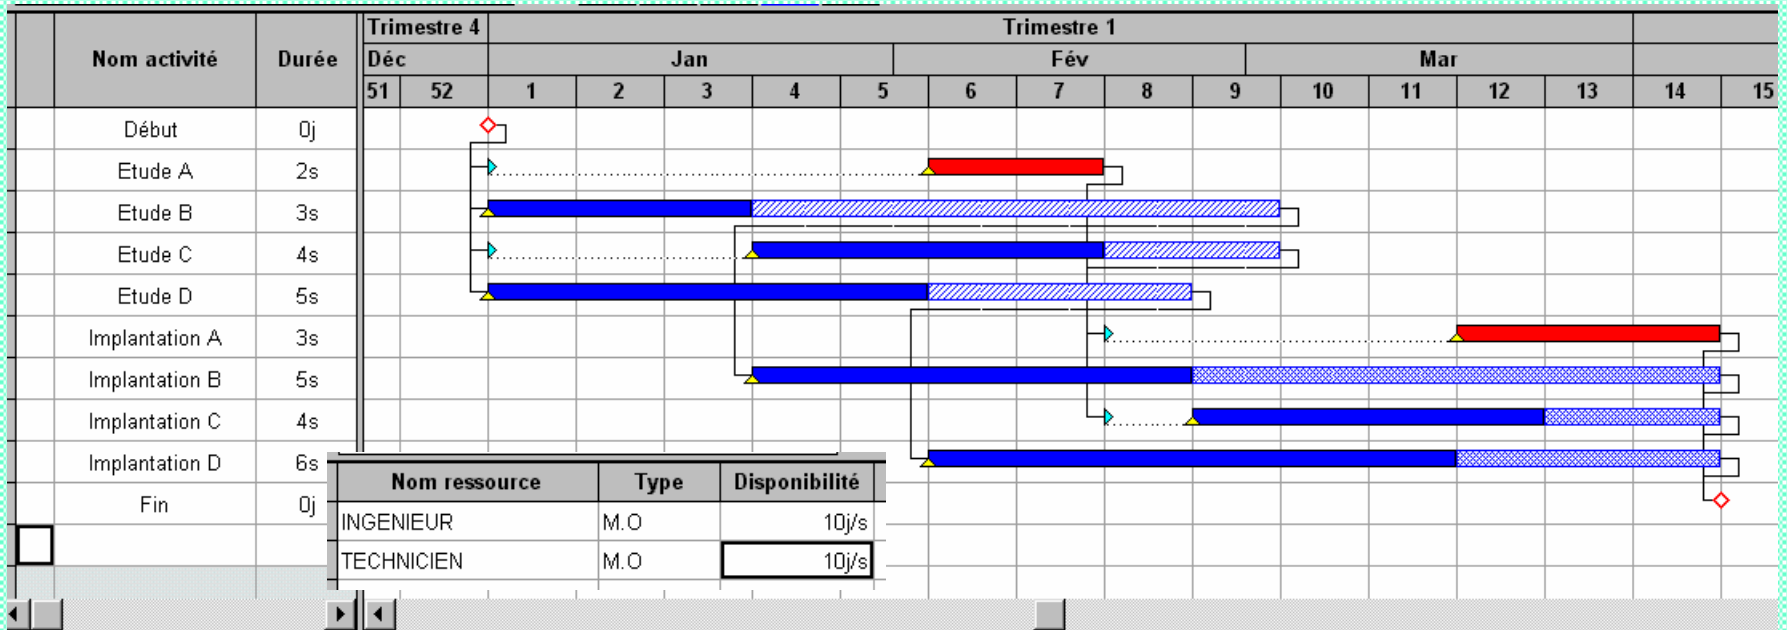 Trimestre 4 Trimestre 1
Nom activité Durée Déc Jan Fév Mar
51 52 1 2 3 4 5 6 7 8 9 10 11 12 13 14 15
Début 0j
Etude A 2s
Etude B 3s
Etude C 4s
Etude D 5s
Implantation A 3s
Implantation B 5s
Implantation C 4s
Implantation D 6s
Fin 0j
Nom ressource Type Disponibilité
INGENIEUR M.O 10j/s
TECHNICIEN M.O 10j/s